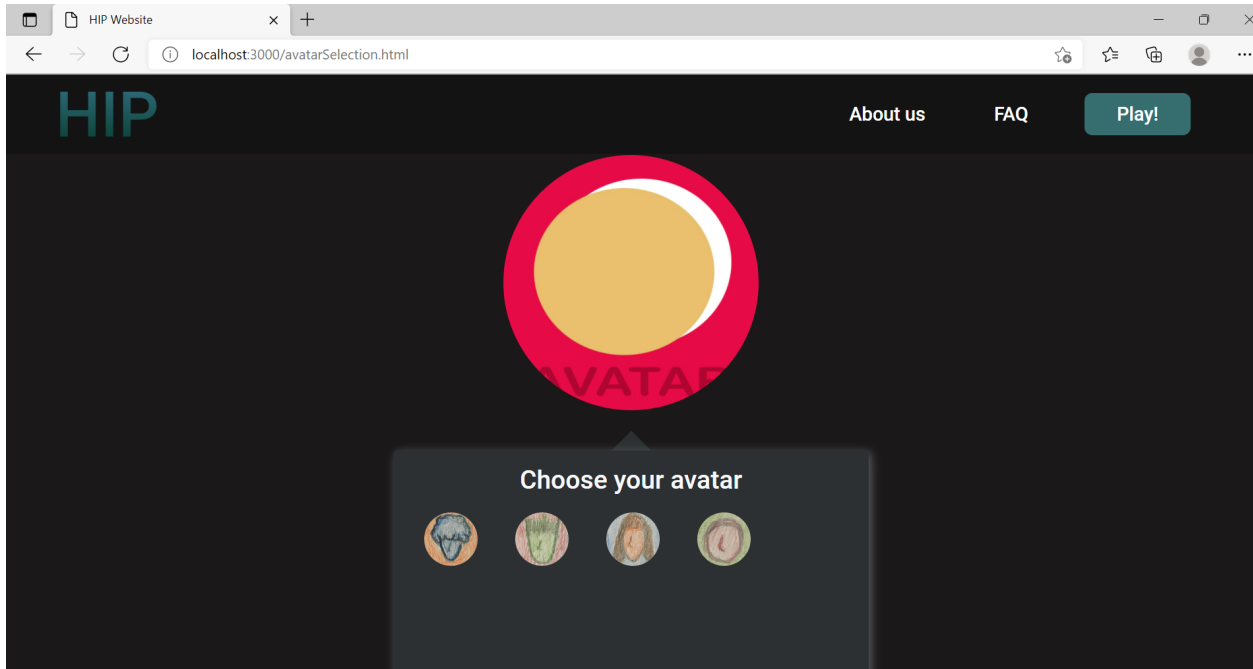 HIP Website
localhost:3000/avatarSelection.html
HIP
About us
FAQ
Play!
AVATAR
Choose your avatar